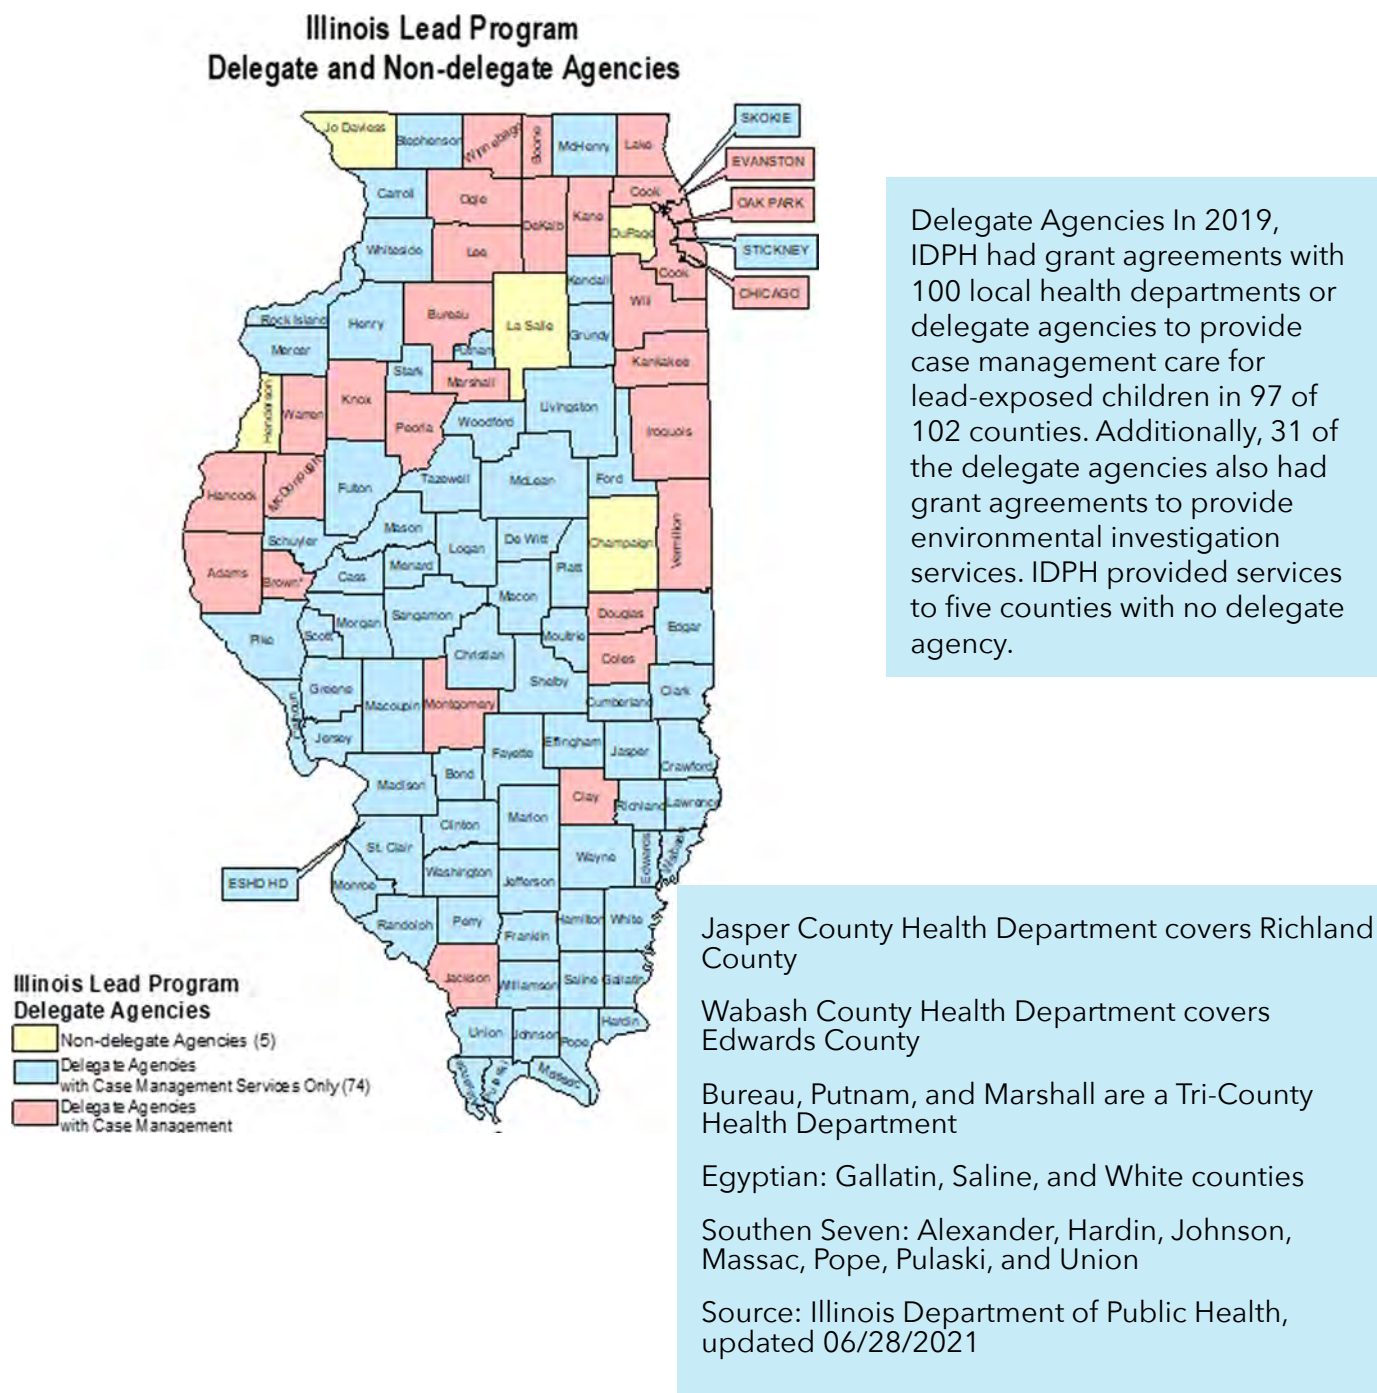 Illinois Lead Program
Delegate and Non-delegate Agencies
SKOKIE
EVANSTON
OAK PARK
STICKNEY
CHICAGO
Jo Daviess
Stephenson
Winnebago
Boone
McHenry
Lake
Carroll
Ogle
DeKalb
Kane
Cook
DuPage
Whiteside
Lee
Kendall
Cook
Will
Rock Island
Henry
Bureau
La Salle
Grundy
Mercer
Putnam
Stark
Marshall
Kankakee
Henderson
Warren
Knox
Peoria
Woodford
Livingston
Iroquois
Hancock
McDonough
Fulton
Tazewell
McLean
Ford
Schuyler
Mason
Logan
De Witt
Champaign
Vermilion
Adams
Brown*
Cass
Menard
Piatt
Macon
Pike
Scott
Morgan
Sangamon
Christian
Moultrie
Douglas
Edgar
Coles
Shelby
Greene
Macoupin
Montgomery
Cumberland
Clark
Calhoun
Jersey
Fayette
Effingham
Jasper
Crawford
Madison
Bond
Clay
Richland
Lawrence
Clinton
Marion
St. Clair
Wayne
Edwards
Wabash
ESHD HD
Monroe
Washington
Jefferson
Randolph
Perry
Hamilton
White
Franklin
Jackson
Williamson
Saline
Gallatin
Union
Johnson
Pope
Hardin
Massac
Illinois Lead Program
Delegate Agencies
Non-delegate Agencies (5)
Delegate Agencies
with Case Management Services Only (74)
Delegate Agencies
with Case Management
Delegate Agencies In 2019,
IDPH had grant agreements with
100 local health departments or
delegate agencies to provide
case management care for
lead-exposed children in 97 of
102 counties. Additionally, 31 of
the delegate agencies also had
grant agreements to provide
environmental investigation
services. IDPH provided services
to five counties with no delegate
agency.
Jasper County Health Department covers Richland
County
Wabash County Health Department covers
Edwards County
Bureau, Putnam, and Marshall are a Tri-County
Health Department
Egyptian: Gallatin, Saline, and White counties
Southen Seven: Alexander, Hardin, Johnson,
Massac, Pope, Pulaski, and Union
Source: Illinois Department of Public Health,
updated 06/28/2021